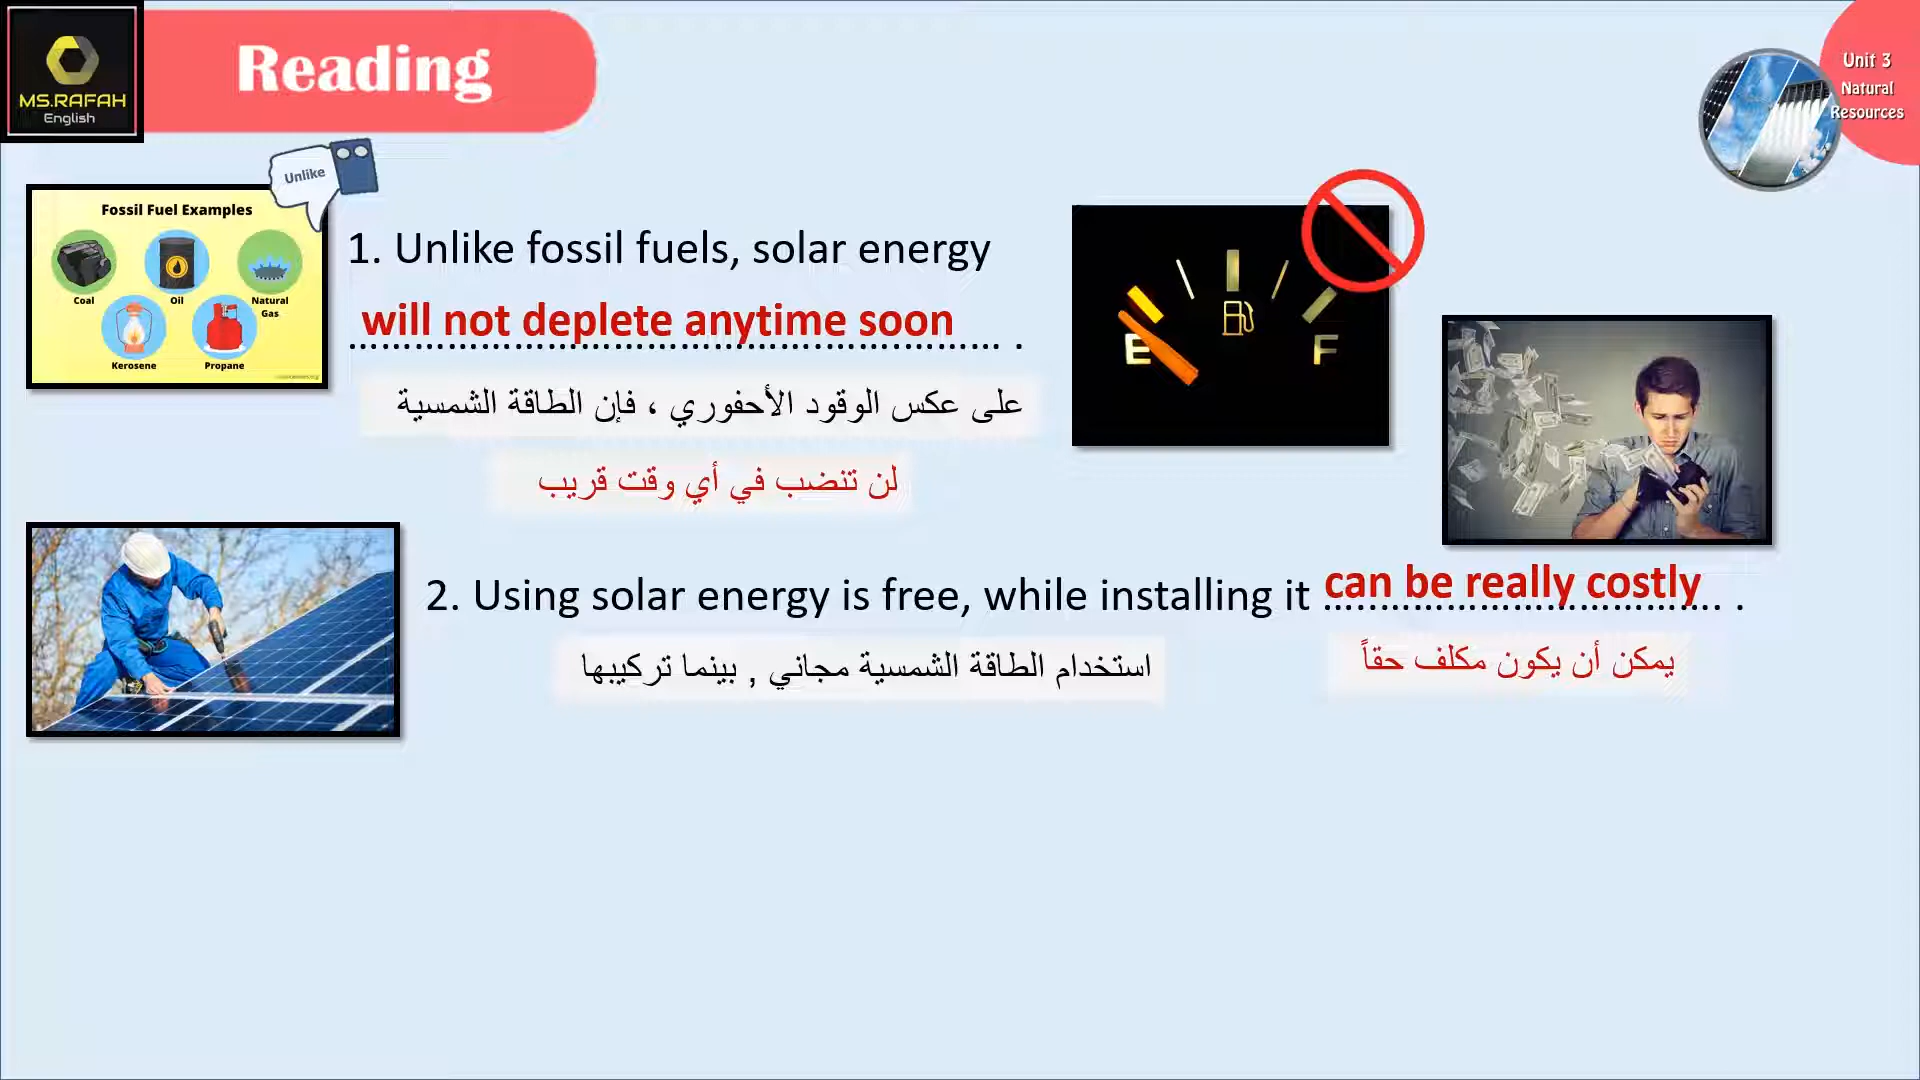 MS.RAFAH
English
Reading
Unit 3
Natural
Resources
Unlike
Fossil Fuel Examples
Coal
Oil
Natural
Gas
Kerosene
Propane
1. Unlike fossil fuels, solar energy
will not deplete anytime soon
.................................................................. .
على عكس الوقود الأحفوري ، فإن الطاقة الشمسية
لن تنضب في أي وقت قريب
E
F
2. Using solar energy is free, while installing it can be really costly ........................................ .
استخدام الطاقة الشمسية مجاني , بينما تركيبها
يمكن أن يكون مكلف حقاً